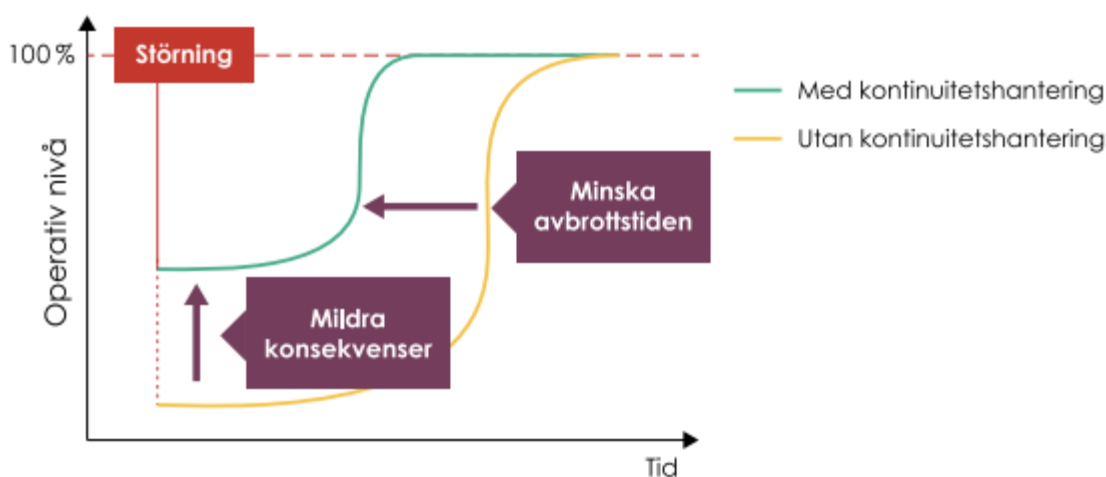 100 %
Störning
Operativ nivå
Med kontinuitetshantering
Utan kontinuitetshantering
Minska
avbrottstiden
Mildra
konsekvenser
Tid